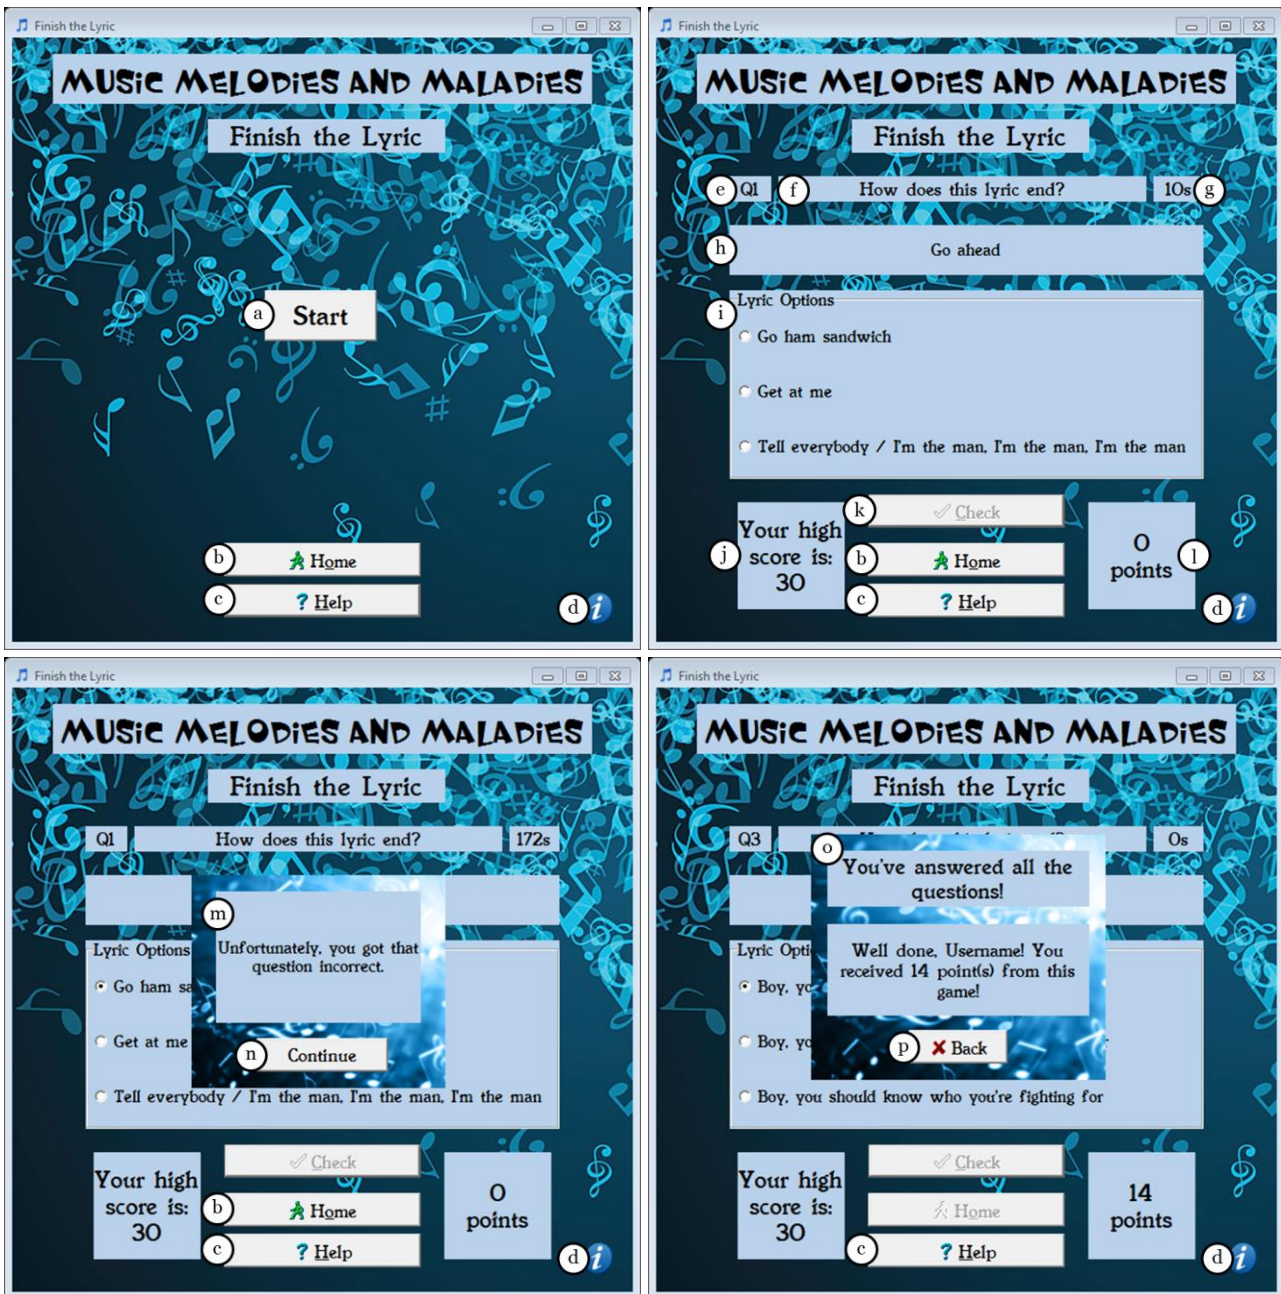 Finish the Lyric
MUSiC MELODiES AND MALADiES
Finish the Lyric
a Start
b Home
c ? Help
d i
Finish the Lyric
MUSiC MELODiES AND MALADiES
Finish the Lyric
e Q1 f How does this lyric end? 10s g
h Go ahead
Lyric Options
i
Go ham sandwich
Get at me
Tell everybody / I'm the man, I'm the man, I'm the man
k Check
j Your high
score is:
30
b Home
c ? Help
0 l
points
d i
Finish the Lyric
MUSiC MELODiES AND MALADiES
Finish the Lyric
Q1 How does this lyric end? 172s
m
Unfortunately, you got that
question incorrect.
n Continue
Lyric Options
Go ham sa
Get at me
Tell everybody / I'm the man, I'm the man, I'm the man
Check
Your high
score is:
30
b Home
c ? Help
0
points
d i
Finish the Lyric
MUSiC MELODiES AND MALADiES
Finish the Lyric
Q3 0s
o
You've answered all the
questions!
Well done, Username! You
received 14 point(s) from this
game!
p Back
Lyric Opti
Boy, yo
Boy, yo
Boy, you should know who you're fighting for
Check
Your high
score is:
30
Home
c ? Help
14
points
d i